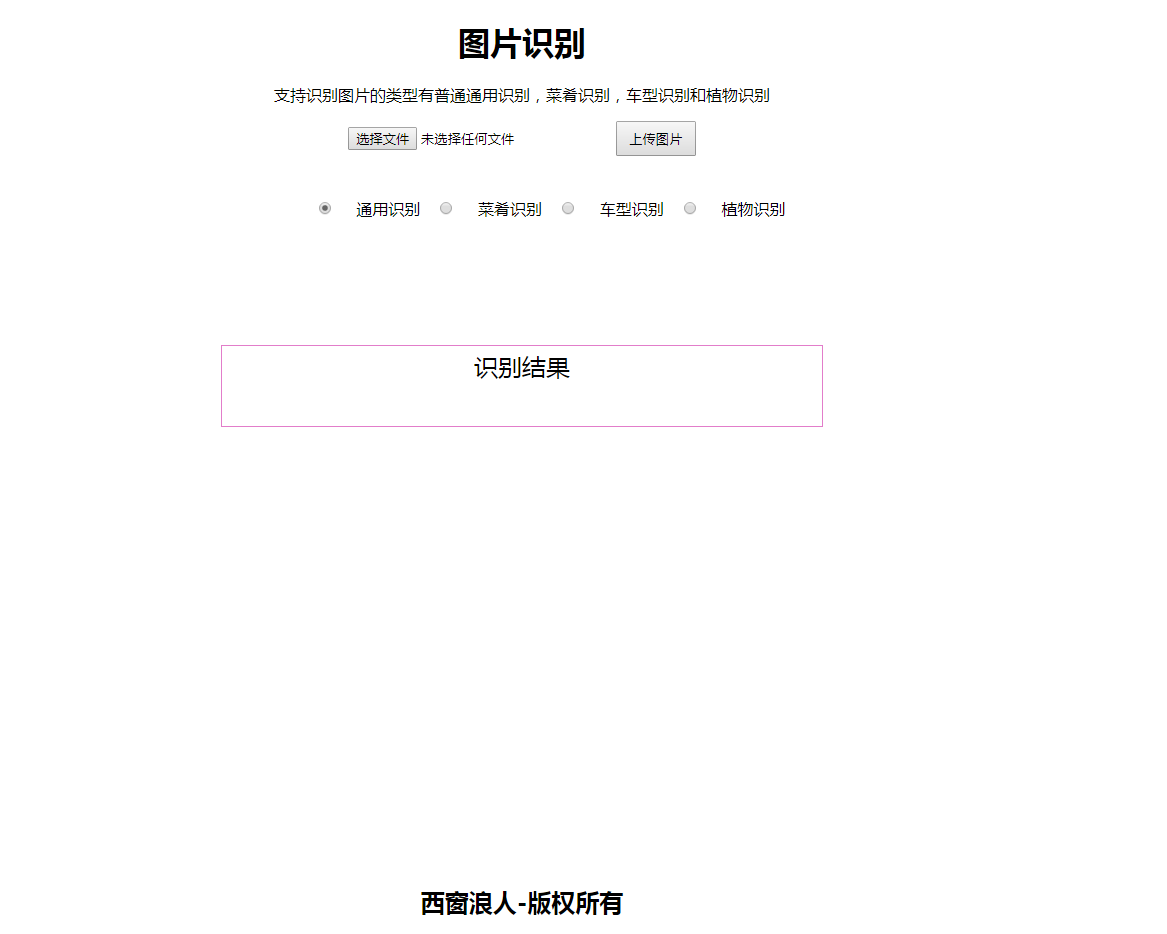 图片识别
支持识别图片的类型有普通通用识别，菜肴识别，车型识别和植物识别
选择文件 未选择任何文件 上传图片
通用识别 菜肴识别 车型识别 植物识别
识别结果
西窗浪人-版权所有